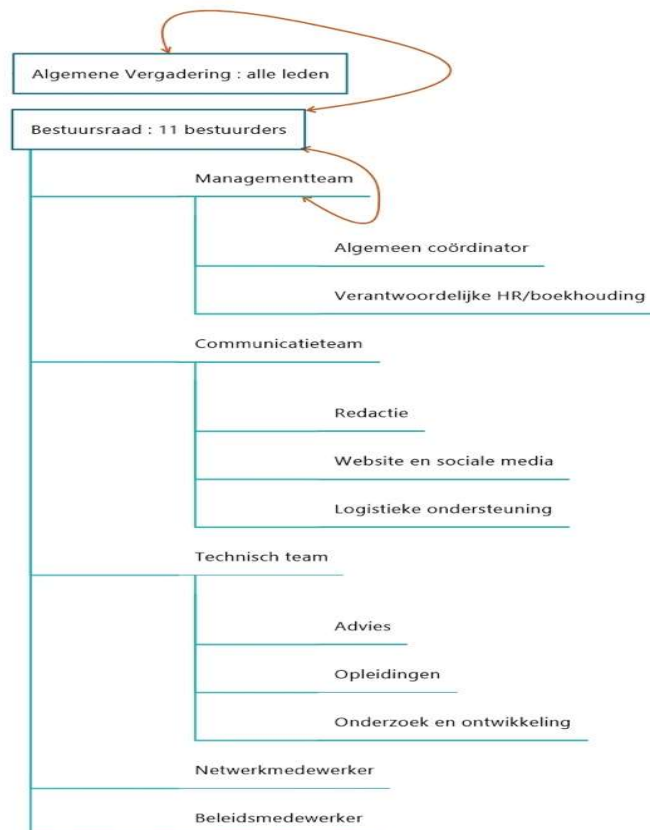 Algemene Vergadering : alle leden
Bestuursraad : 11 bestuurders
Managementteam
Algemeen coördinator
Verantwoordelijke HR/boekhouding
Communicatieteam
Redactie
Website en sociale media
Logistieke ondersteuning
Technisch team
Advies
Opleidingen
Onderzoek en ontwikkeling
Netwerkmedewerker
Beleidsmedewerker